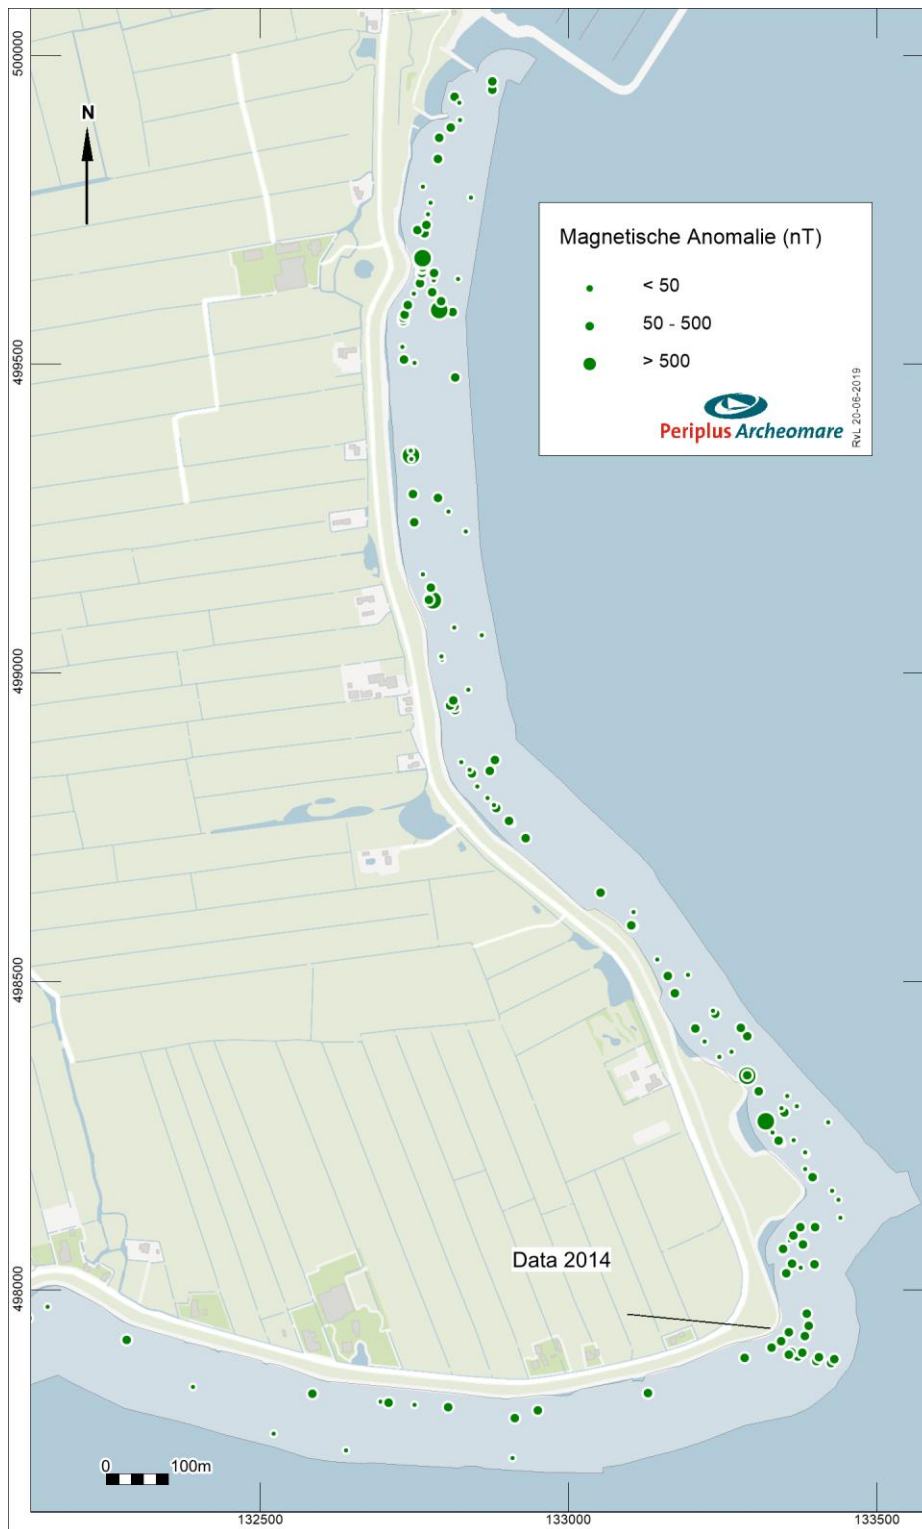 500000
N
Magnetische Anomalie (nT)
< 50
50 - 500
> 500
Periplus Archeomare
RvL 20-06-2019
499500
499000
498500
498000
Data 2014
0 100m
132500 133000 133500